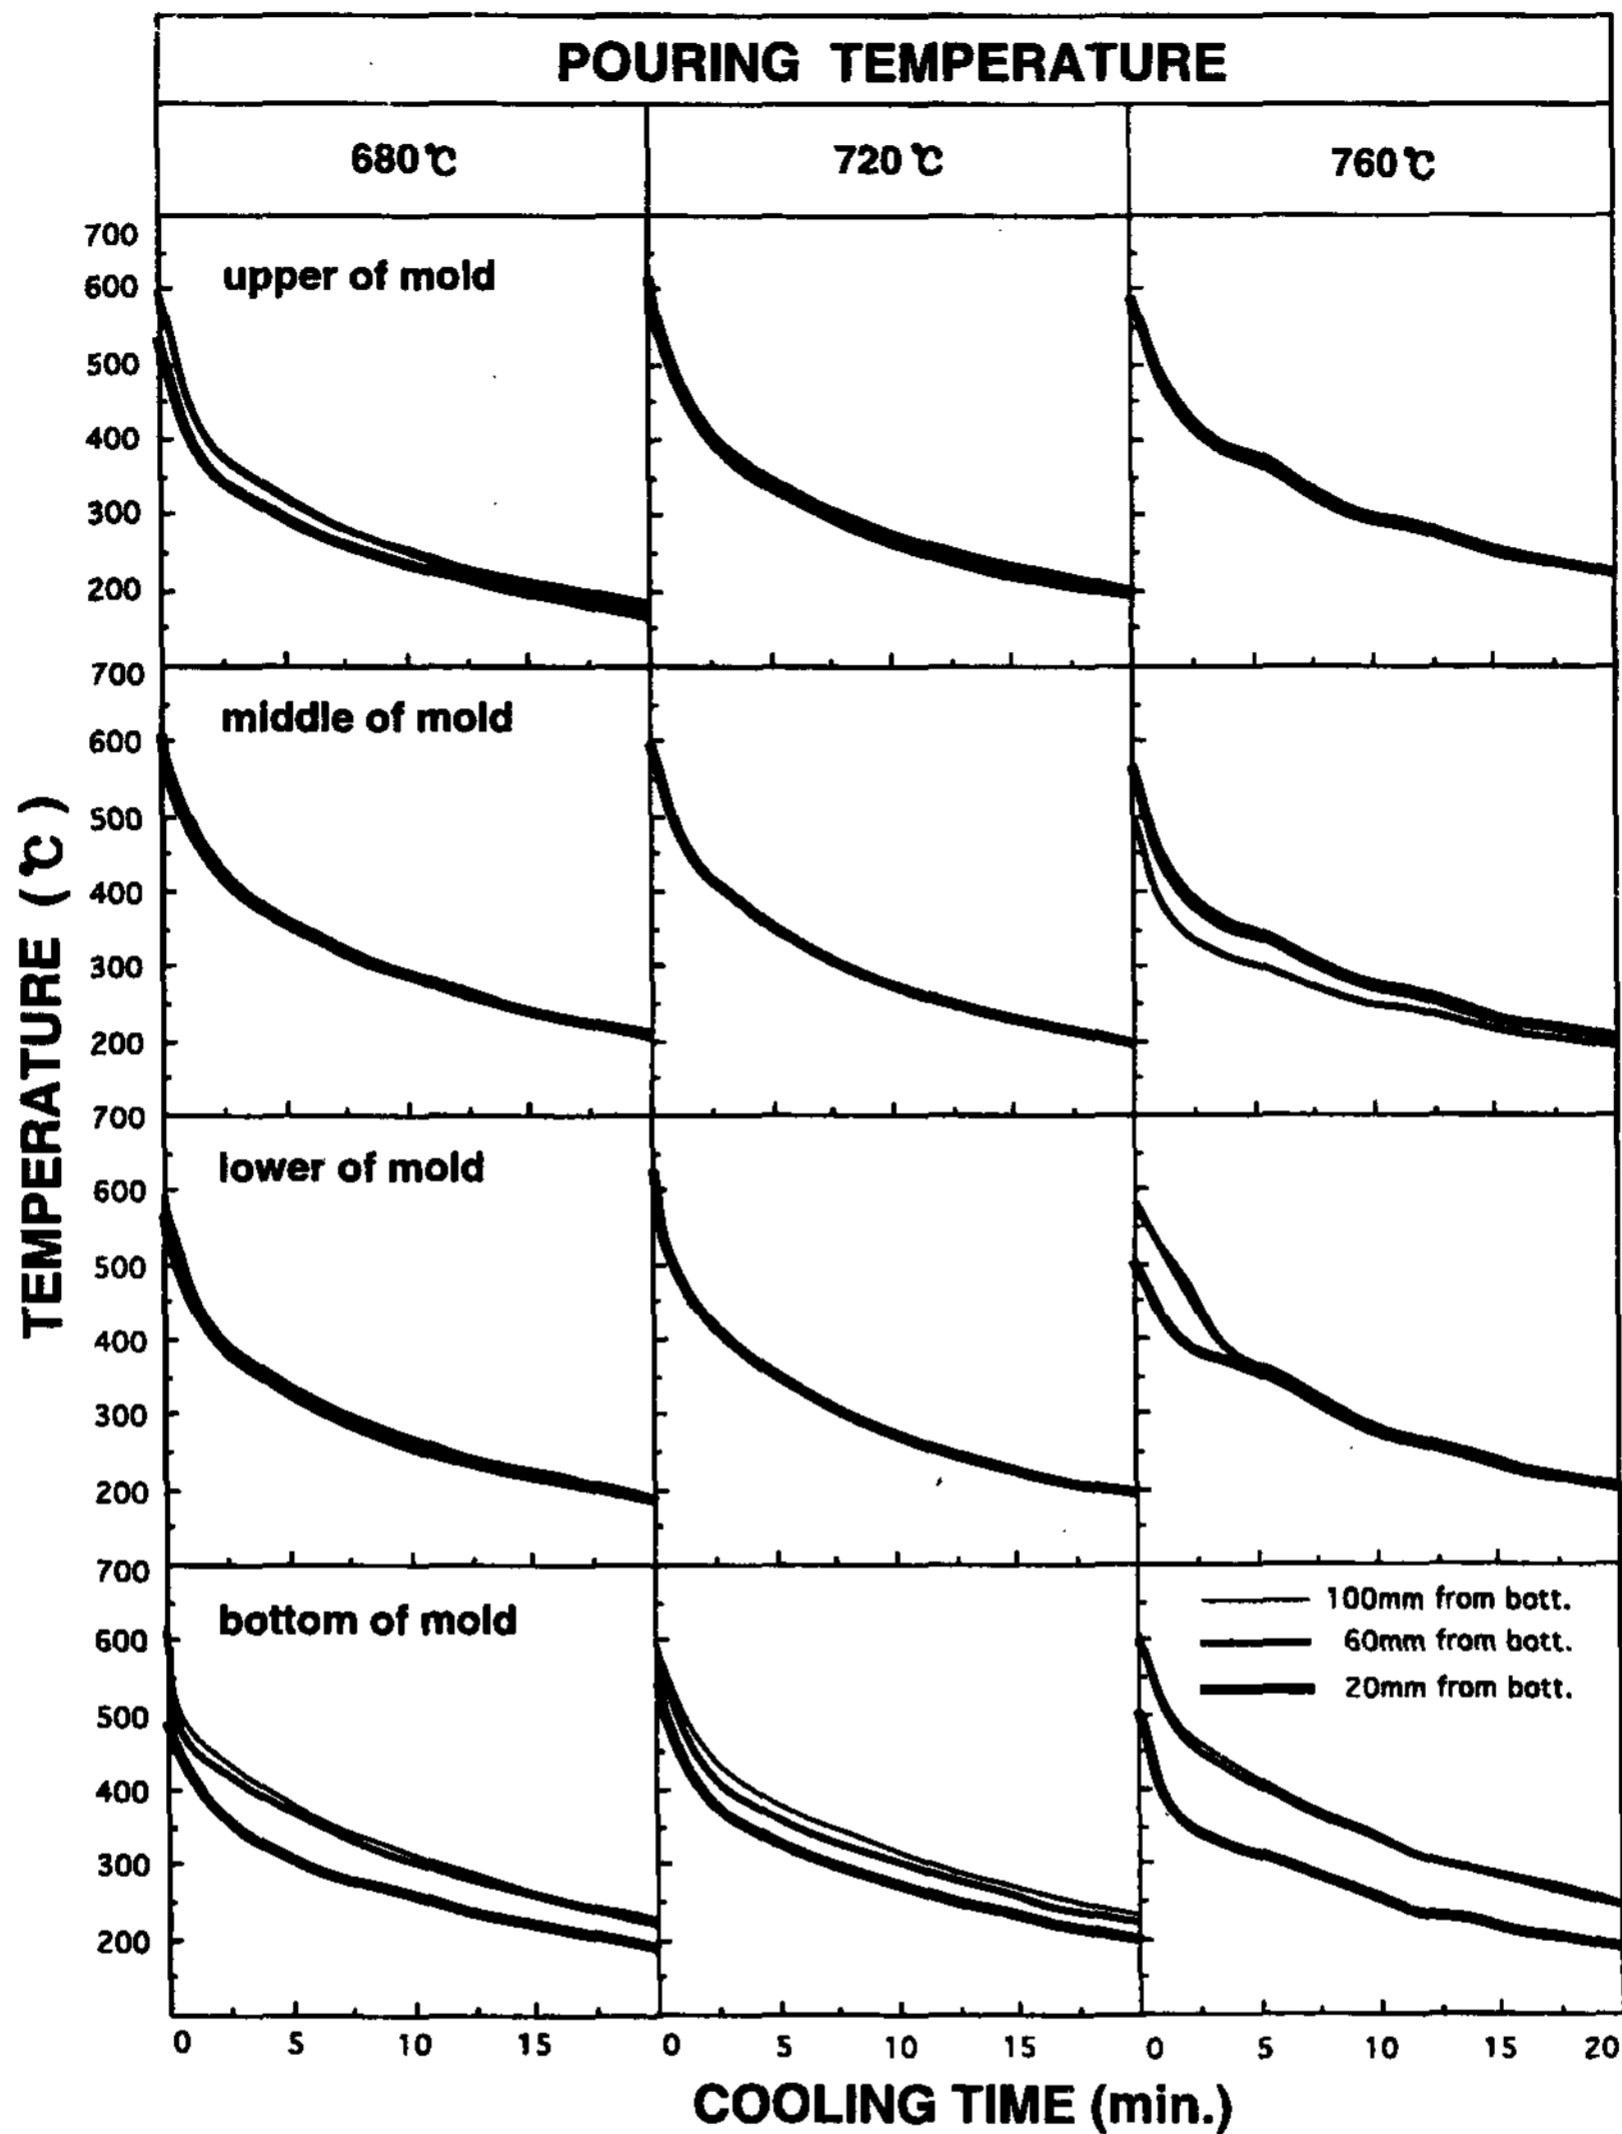 POURING TEMPERATURE
680℃ 720℃ 760℃
700
upper of mold
600
500
400
300
200
700
middle of mold
600
500
400
300
200
700
lower of mold
600
500
400
300
200
700
bottom of mold
600
500
400
300
200
100mm from bott.
60mm from bott.
20mm from bott.
0 5 10 15 0 5 10 15 0 5 10 15 20
COOLING TIME (min.)
TEMPERATURE (℃)